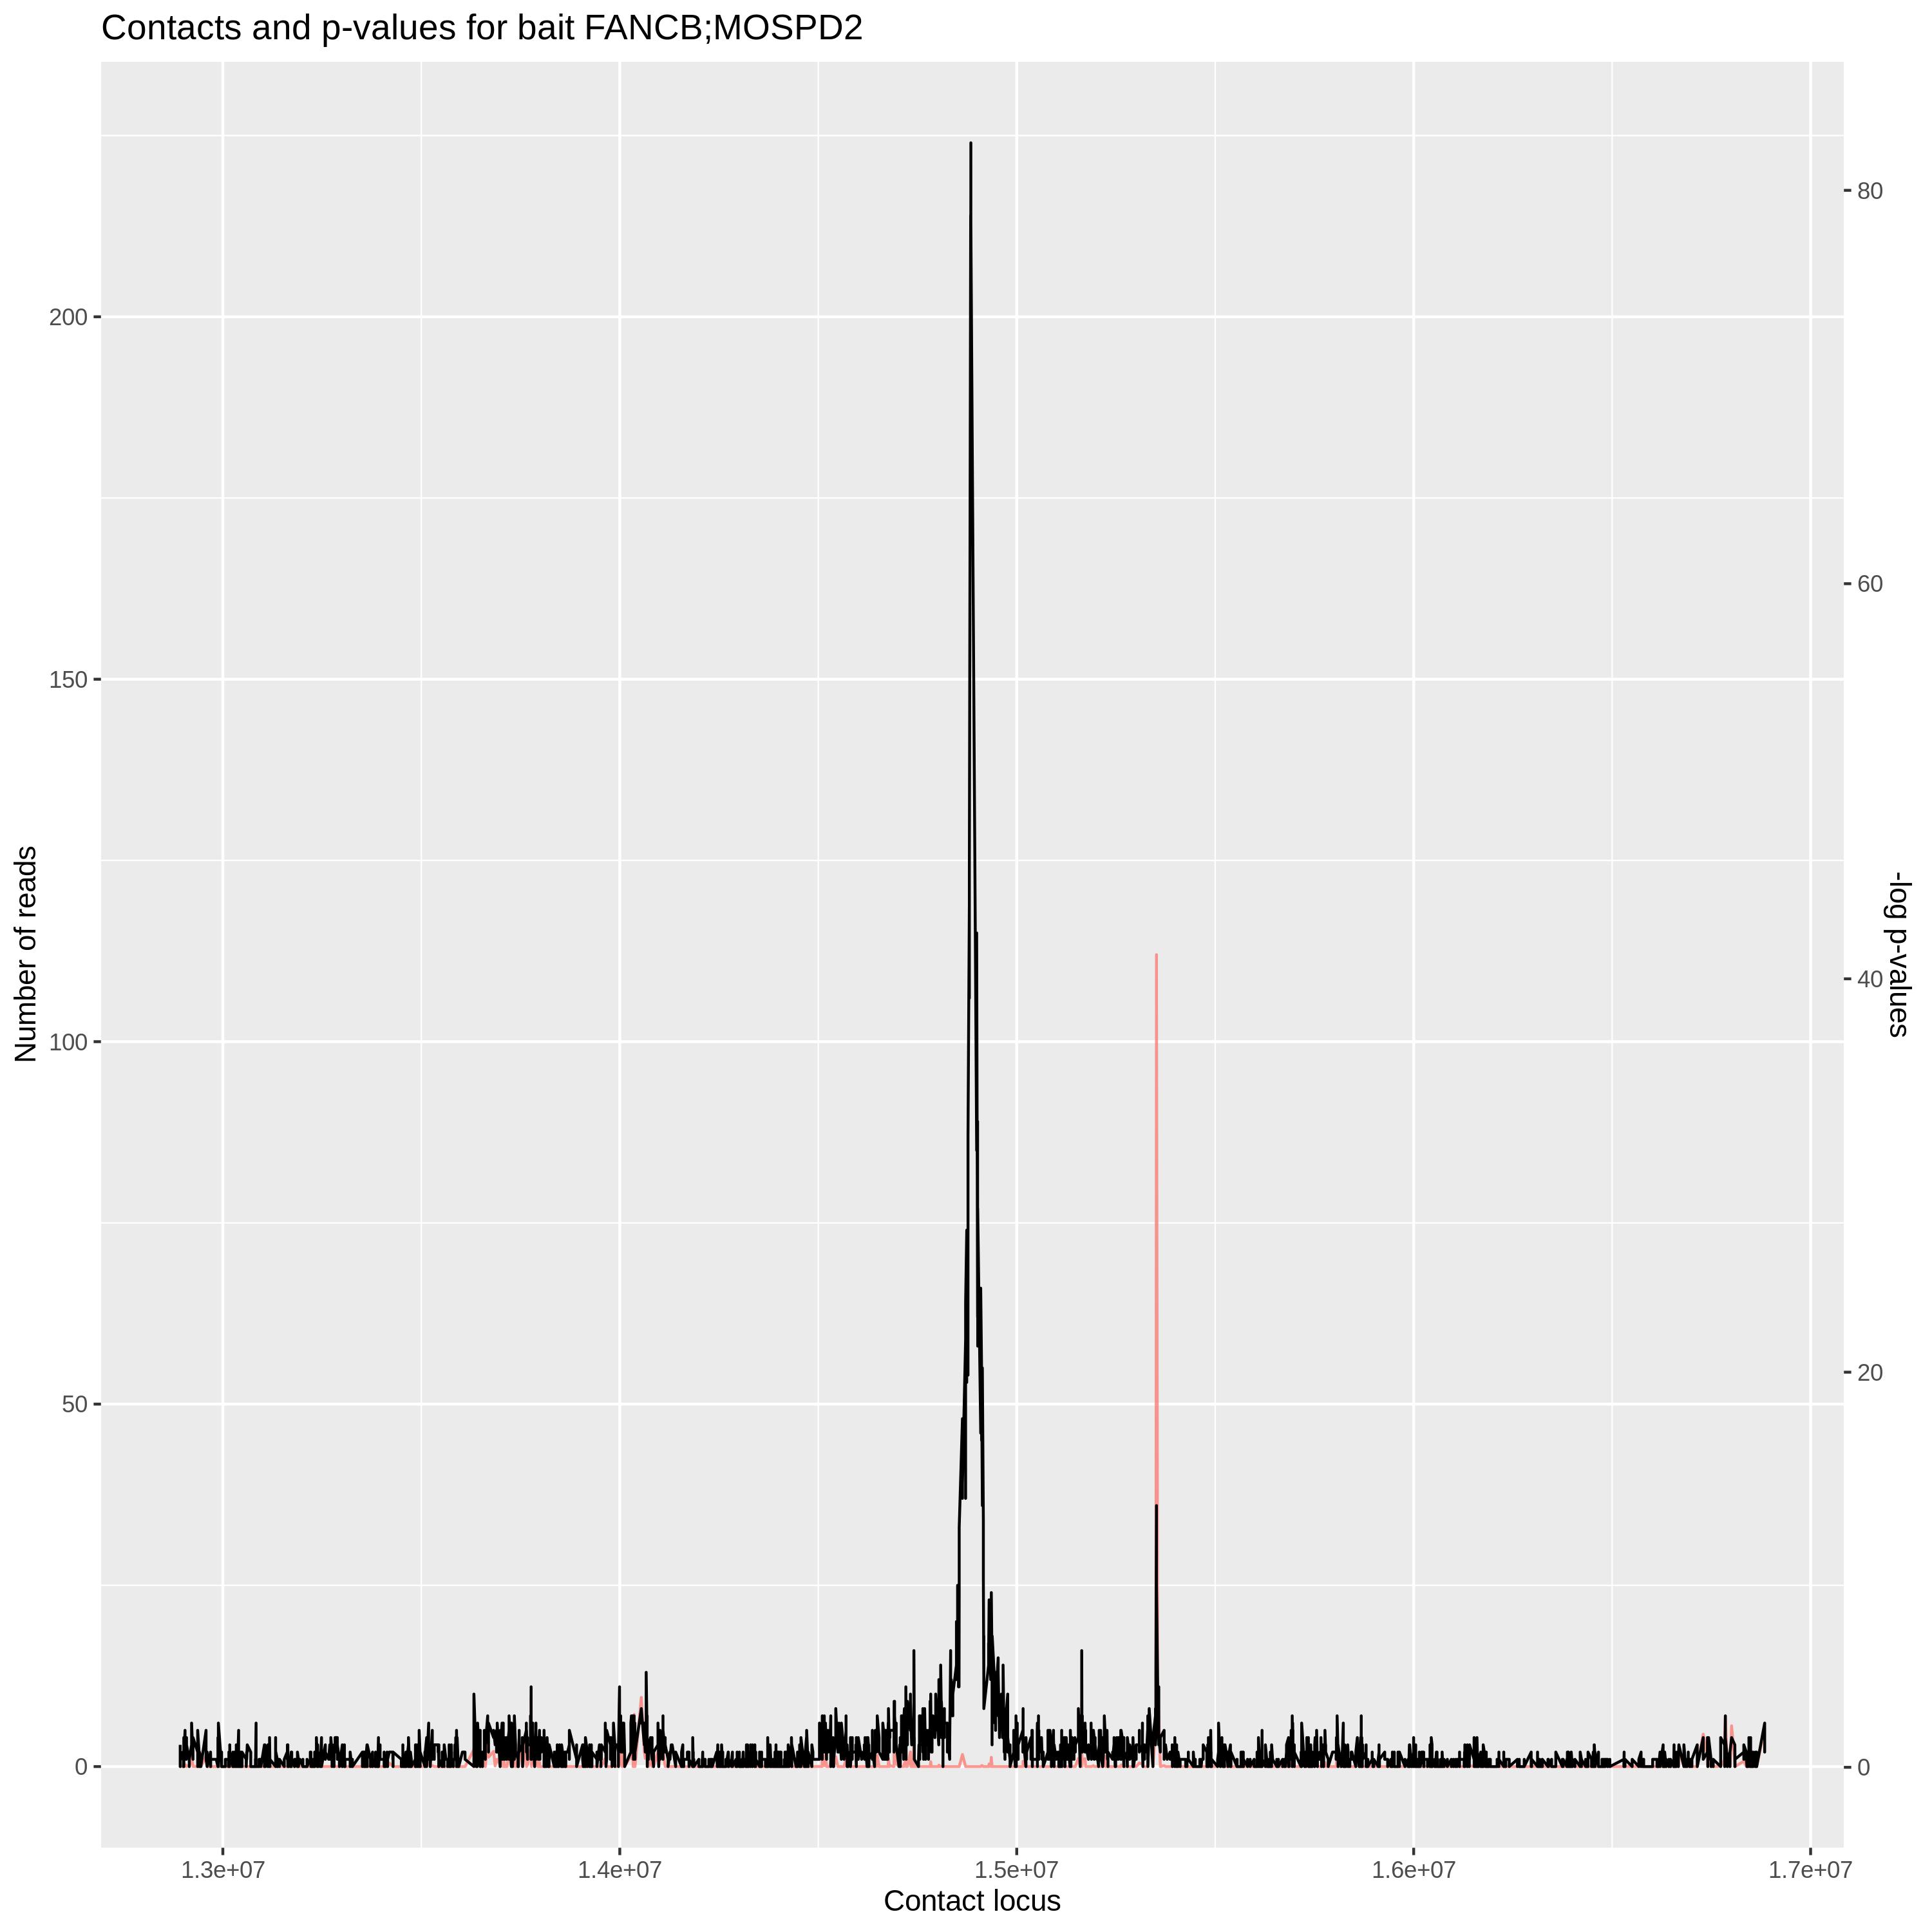 Contacts and p-values for bait FANCB;MOSPD2
Number of reads
200
150
100
50
0
80
60
40
20
0
-log p-values
1.3e+07
1.4e+07
1.5e+07
1.6e+07
1.7e+07
Contact locus